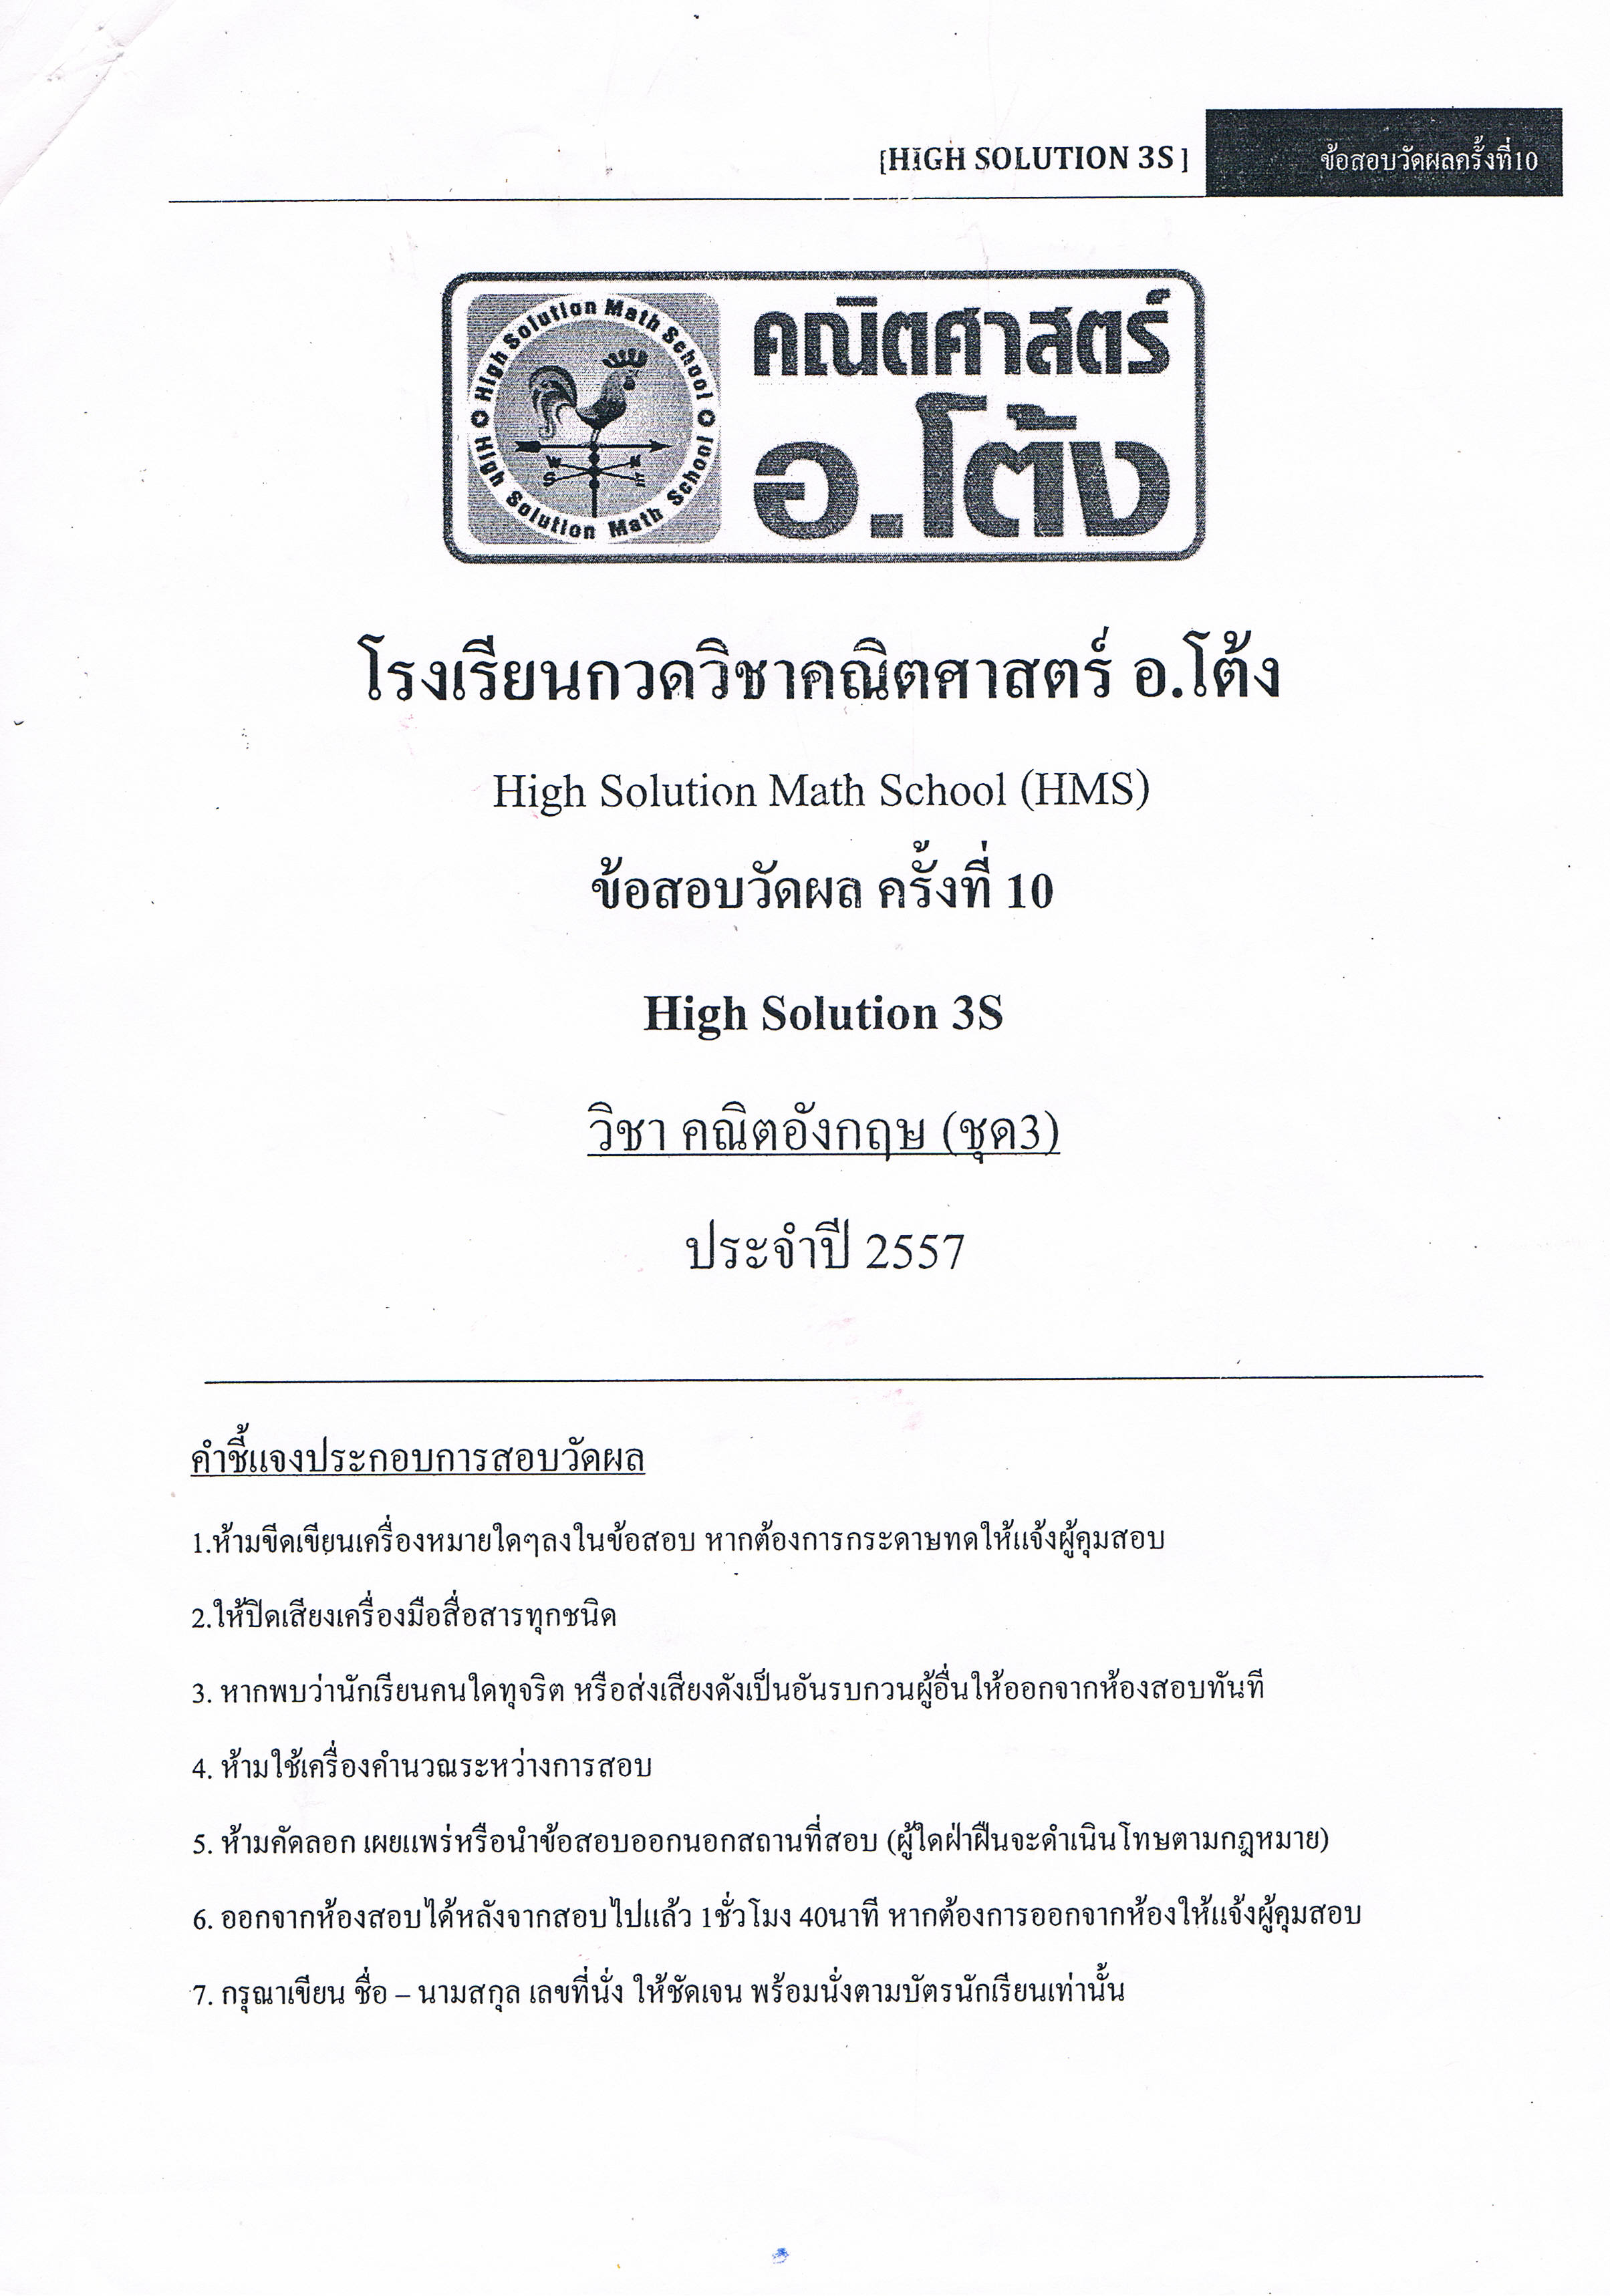 [HIGH SOLUTION 3S] ข้อสอบวัดผลครั้งที่10
High Solution Math School
High Solution Math School
W N
S E
คณิตศาสตร์
อ.โต้ง
โรงเรียนกวดวิชาคณิตศาสตร์ อ.โต้ง
High Solution Math School (HMS)
ข้อสอบวัดผล ครั้งที่ 10
High Solution 3S
วิชา คณิตอังกฤษ (ชุด3)
ประจำปี 2557
คำชี้แจงประกอบการสอบวัดผล
1.ห้ามขีดเขียนเครื่องหมายใดๆลงในข้อสอบ หากต้องการกระดาษทดให้แจ้งผู้คุมสอบ
2.ให้ปิดเสียงเครื่องมือสื่อสารทุกชนิด
3. หากพบว่านักเรียนคนใดทุจริต หรือส่งเสียงดังเป็นอันรบกวนผู้อื่นให้ออกจากห้องสอบทันที
4. ห้ามใช้เครื่องคำนวณระหว่างการสอบ
5. ห้ามคัดลอก เผยแพร่หรือนำข้อสอบออกนอกสถานที่สอบ (ผู้ใดฝ่าฝืนจะดำเนินโทษตามกฎหมาย)
6. ออกจากห้องสอบได้หลังจากสอบไปแล้ว 1ชั่วโมง 40นาที หากต้องการออกจากห้องให้แจ้งผู้คุมสอบ
7. กรุณาเขียน ชื่อ – นามสกุล เลขที่นั่ง ให้ชัดเจน พร้อมนั่งตามบัตรนักเรียนเท่านั้น